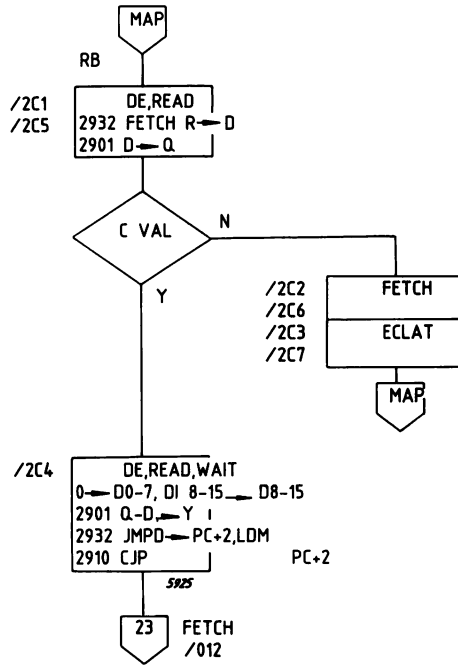 MAP
RB
/2C1 DE,READ
/2C5 2932 FETCH R→D
2901 D→Q
C VAL
N
Y
/2C2 FETCH
/2C6
/2C3 ECLAT
/2C7
MAP
/2C4 DE,READ,WAIT
0→D0-7, DI 8-15→D8-15
2901 Q-D,→Y
2932 JMPD→PC+2,LDM
2910 CJP PC+2
5925
23 FETCH
/012